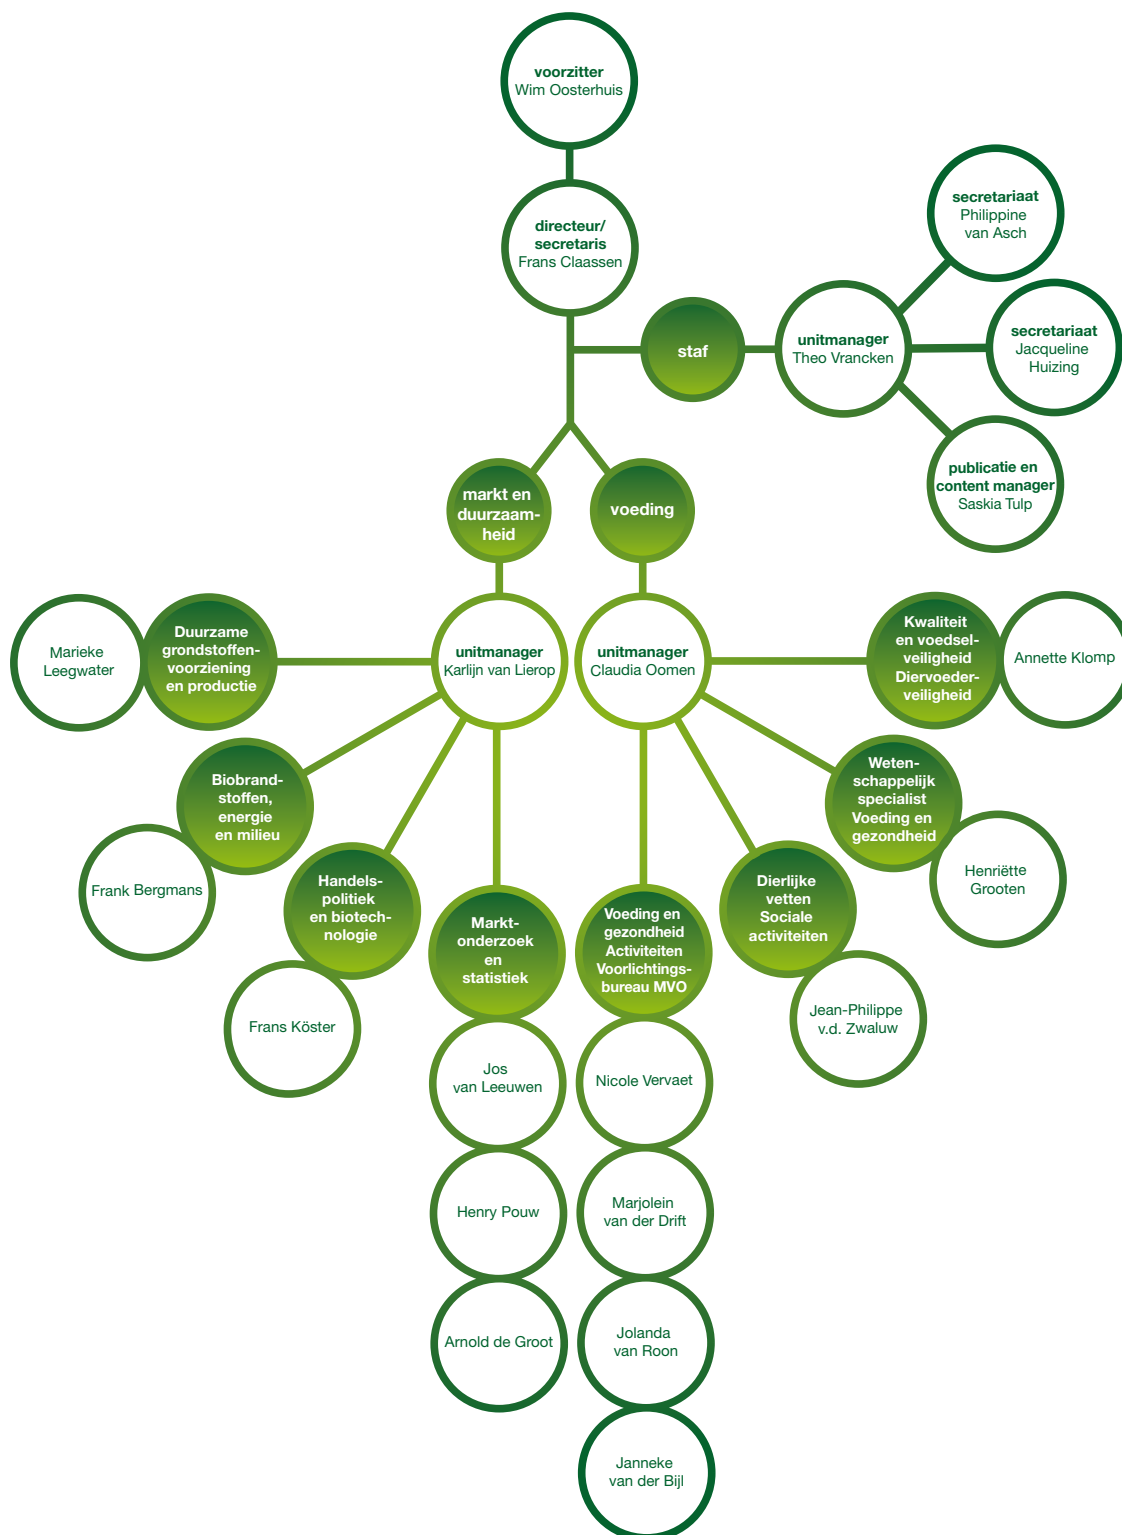 voorzitter
Wim Oosterhuis
directeur/
secretaris
Frans Claassen
secretariaat
Philippine
van Asch
staf
unitmanager
Theo Vrancken
secretariaat
Jacqueline
Huizing
publicatie en
content manager
Saskia Tulp
markt en
duurzaam-
heid
voeding
Marieke
Leegwater
Duurzame
grondstoffen-
voorziening
en productie
unitmanager
Karlijn van Lierop
unitmanager
Claudia Oomen
Kwaliteit
en voedsel-
veiligheid
Diervoeder-
veiligheid
Annette Klomp
Biobrand-
stoffen,
energie
en milieu
Frank Bergmans
Weten-
schappelijk
specialist
Voeding en
gezondheid
Henriëtte
Grooten
Handels-
politiek
en biotech-
nologie
Frans Köster
Markt-
onderzoek
en
statistiek
Voeding en
gezondheid
Activiteiten
Voorlichtings-
bureau MVO
Dierlijke
vetten
Sociale
activiteiten
Jean-Philippe
v.d. Zwaluw
Jos
van Leeuwen
Nicole Vervaet
Henry Pouw
Marjolein
van der Drift
Arnold de Groot
Jolanda
van Roon
Janneke
van der Bijl